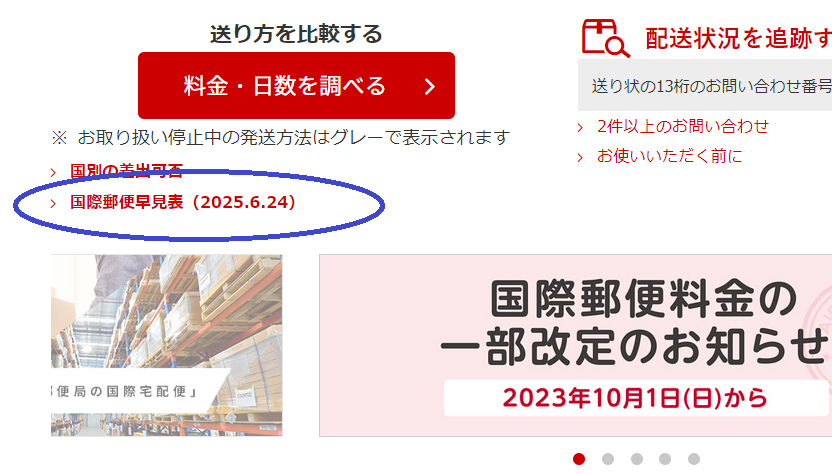 送り方を比較する
料金・日数を調べる
※ お取り扱い停止中の発送方法はグレーで表示されます
国別の差出可否
国際郵便早見表（2025.6.24）
配送状況を追跡す
送り状の13桁のお問い合わせ番号
2件以上のお問い合わせ
お使いいただく前に
便局の国際宅配便」
国際郵便料金の
一部改定のお知らせ
2023年10月1日(日)から